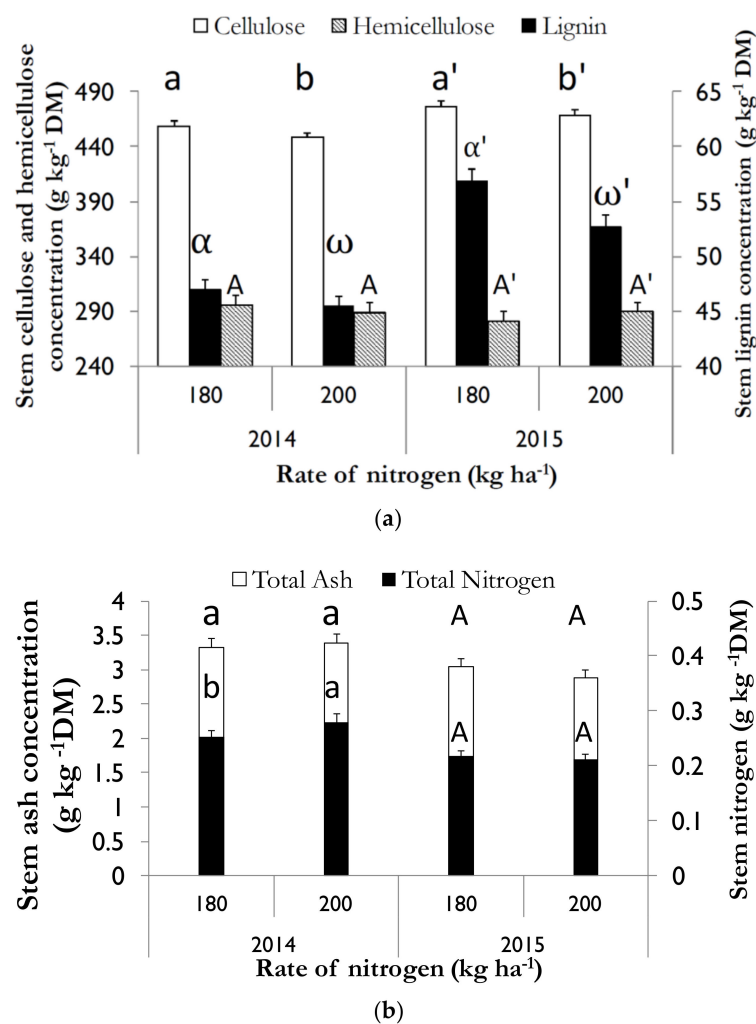 Cellulose Hemicellulose Lignin
Stem cellulose and hemicellulose
concentration (g kg-1 DM)
490
440
390
340
290
240
a b a' b'
α ω α' ω'
A A A' A'
65
60
55
50
45
40
Stem lignin concentration (g kg-1 DM)
180 200 180 200
2014 2015
Rate of nitrogen (kg ha-1)
(a)
Total Ash Total Nitrogen
Stem ash concentration
(g kg -1DM)
4
3.5
3
2.5
2
1.5
1
0.5
0
a a A A
b a A A
0.5
0.4
0.3
0.2
0.1
0
Stem nitrogen (g kg -1DM)
180 200 180 200
2014 2015
Rate of nitrogen (kg ha-1)
(b)